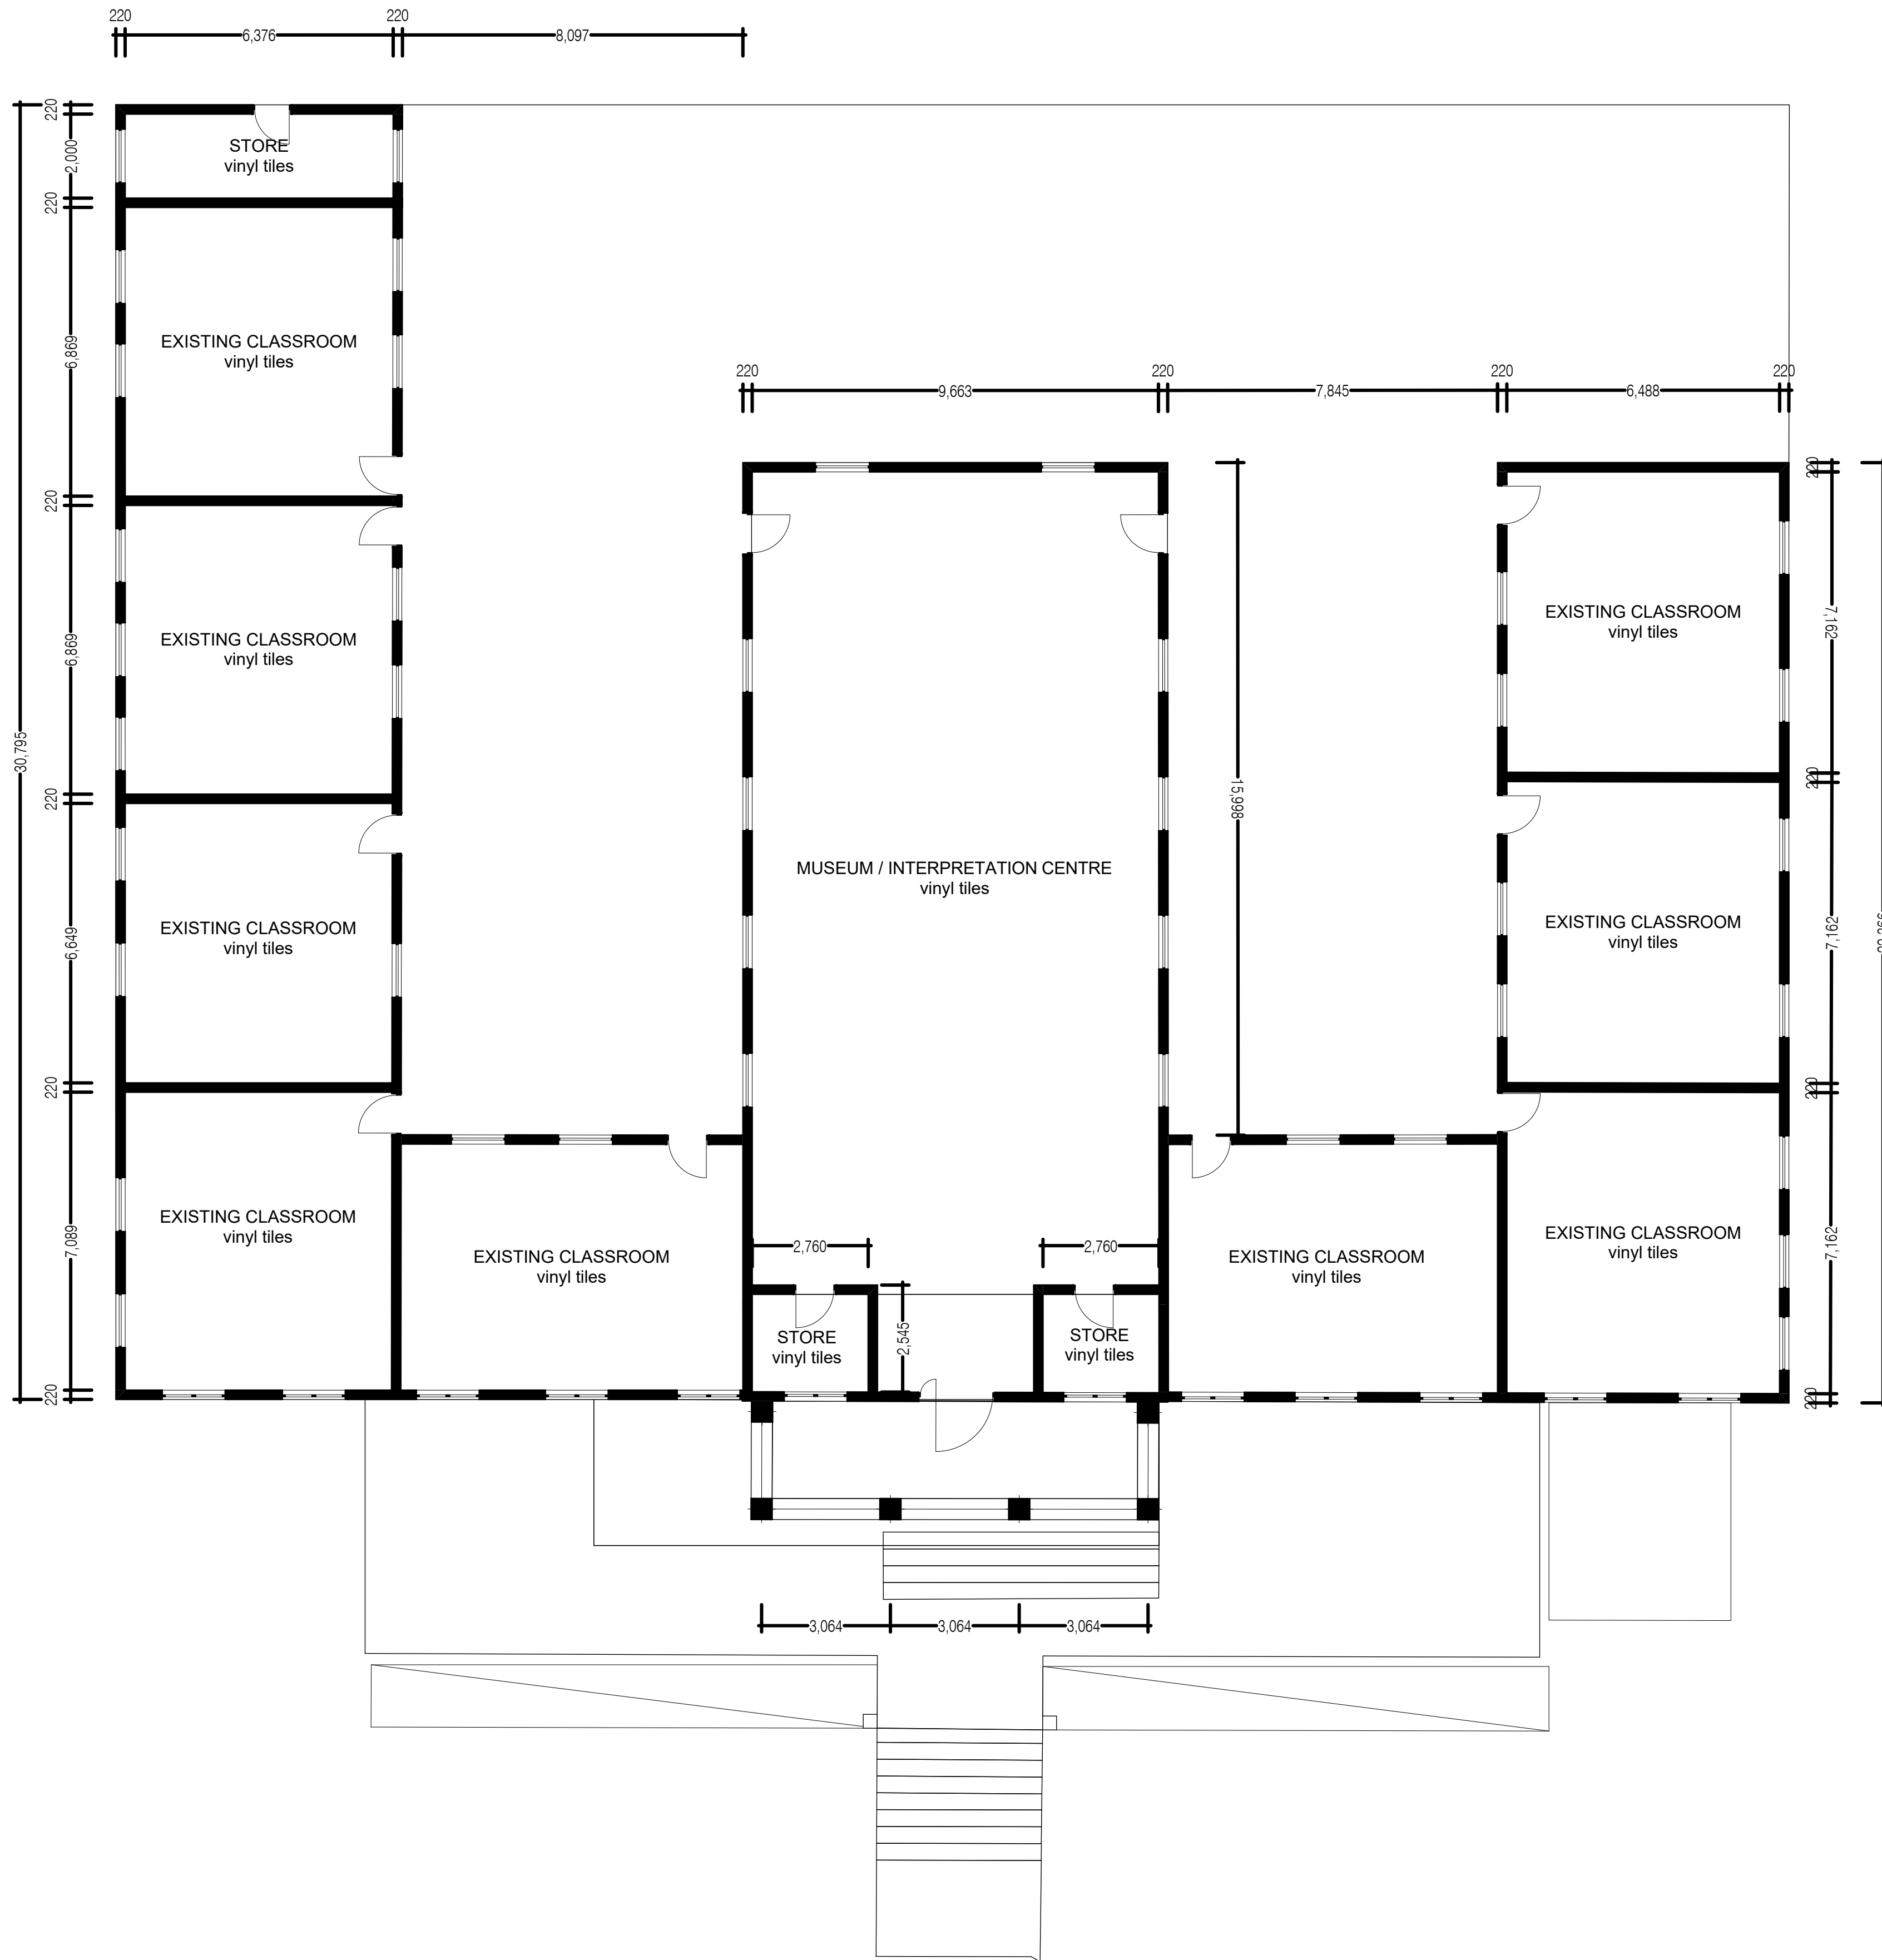 220
220
6,376
8,097
220
STORE
vinyl tiles
2,000
220
EXISTING CLASSROOM
vinyl tiles
6,869
220
9,663
220
7,845
220
6,488
220
220
220
EXISTING CLASSROOM
vinyl tiles
7,162
EXISTING CLASSROOM
vinyl tiles
6,869
30,795
220
15,998
220
MUSEUM / INTERPRETATION CENTRE
vinyl tiles
EXISTING CLASSROOM
vinyl tiles
6,649
EXISTING CLASSROOM
vinyl tiles
7,162
220
220
EXISTING CLASSROOM
vinyl tiles
7,089
EXISTING CLASSROOM
vinyl tiles
2,760
2,760
EXISTING CLASSROOM
vinyl tiles
EXISTING CLASSROOM
vinyl tiles
7,162
STORE
vinyl tiles
2,545
STORE
vinyl tiles
220
220
3,064
3,064
3,064